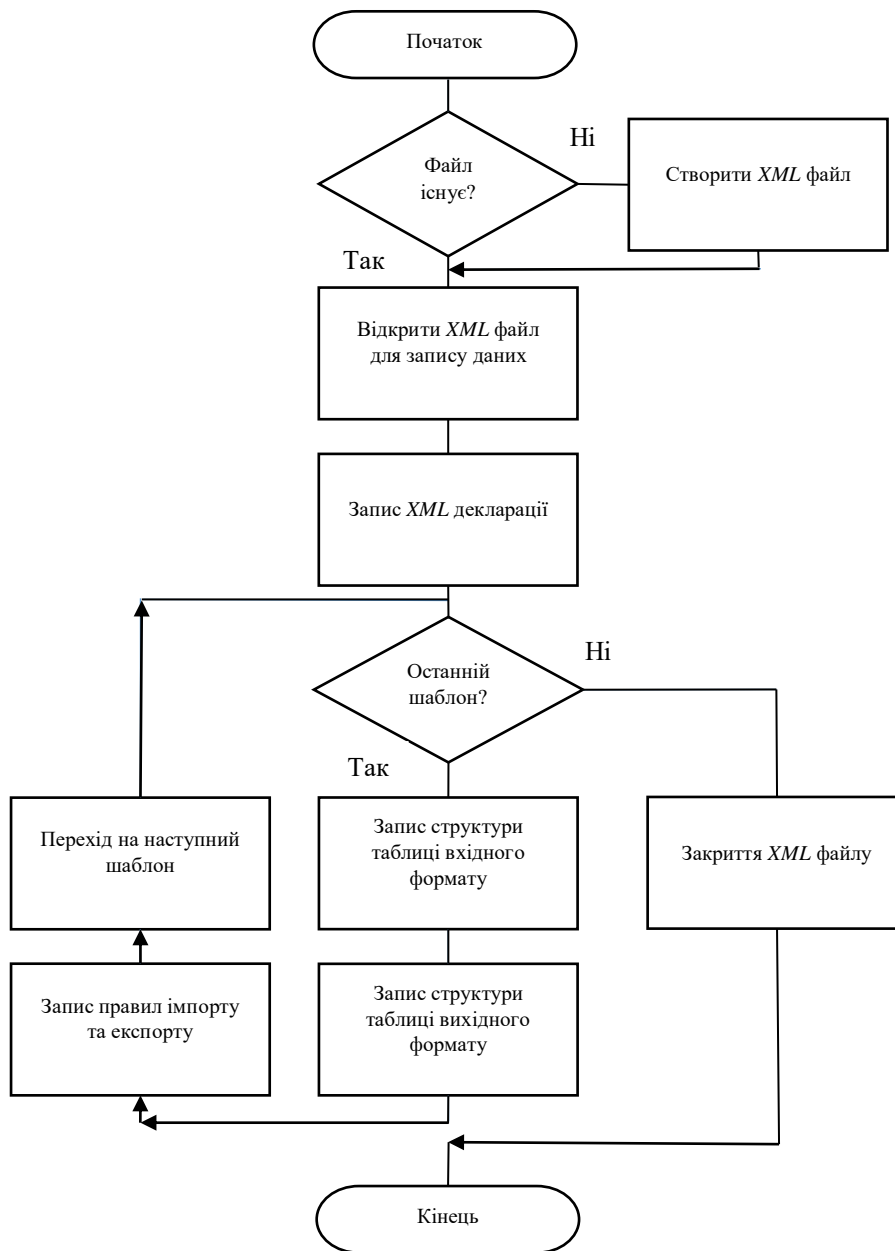 Початок
Ні
Файл
існує?
Створити XML файл
Так
Відкрити XML файл
для запису даних
Запис XML декларації
Останній
шаблон?
Ні
Так
Перехід на наступний
шаблон
Запис структури
таблиці вхідного
формату
Закриття XML файлу
Запис правил імпорту
та експорту
Запис структури
таблиці вихідного
формату
Кінець